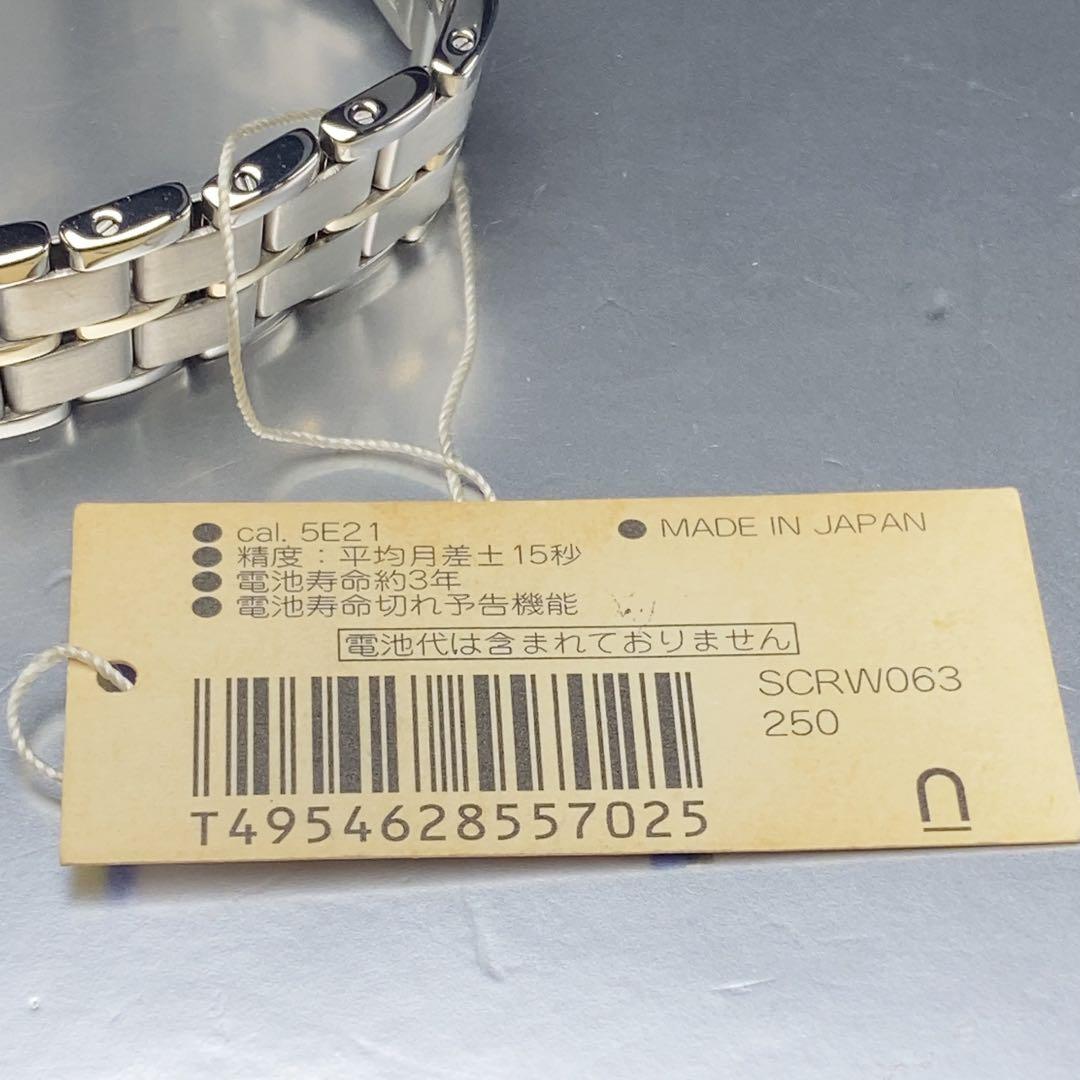 ● cal. 5E21
● MADE IN JAPAN
● 精度：平均月差±15秒
● 電池寿命約3年
● 電池寿命切れ予告機能
電池代は含まれておりません
SCRW063
250
T4954628557025